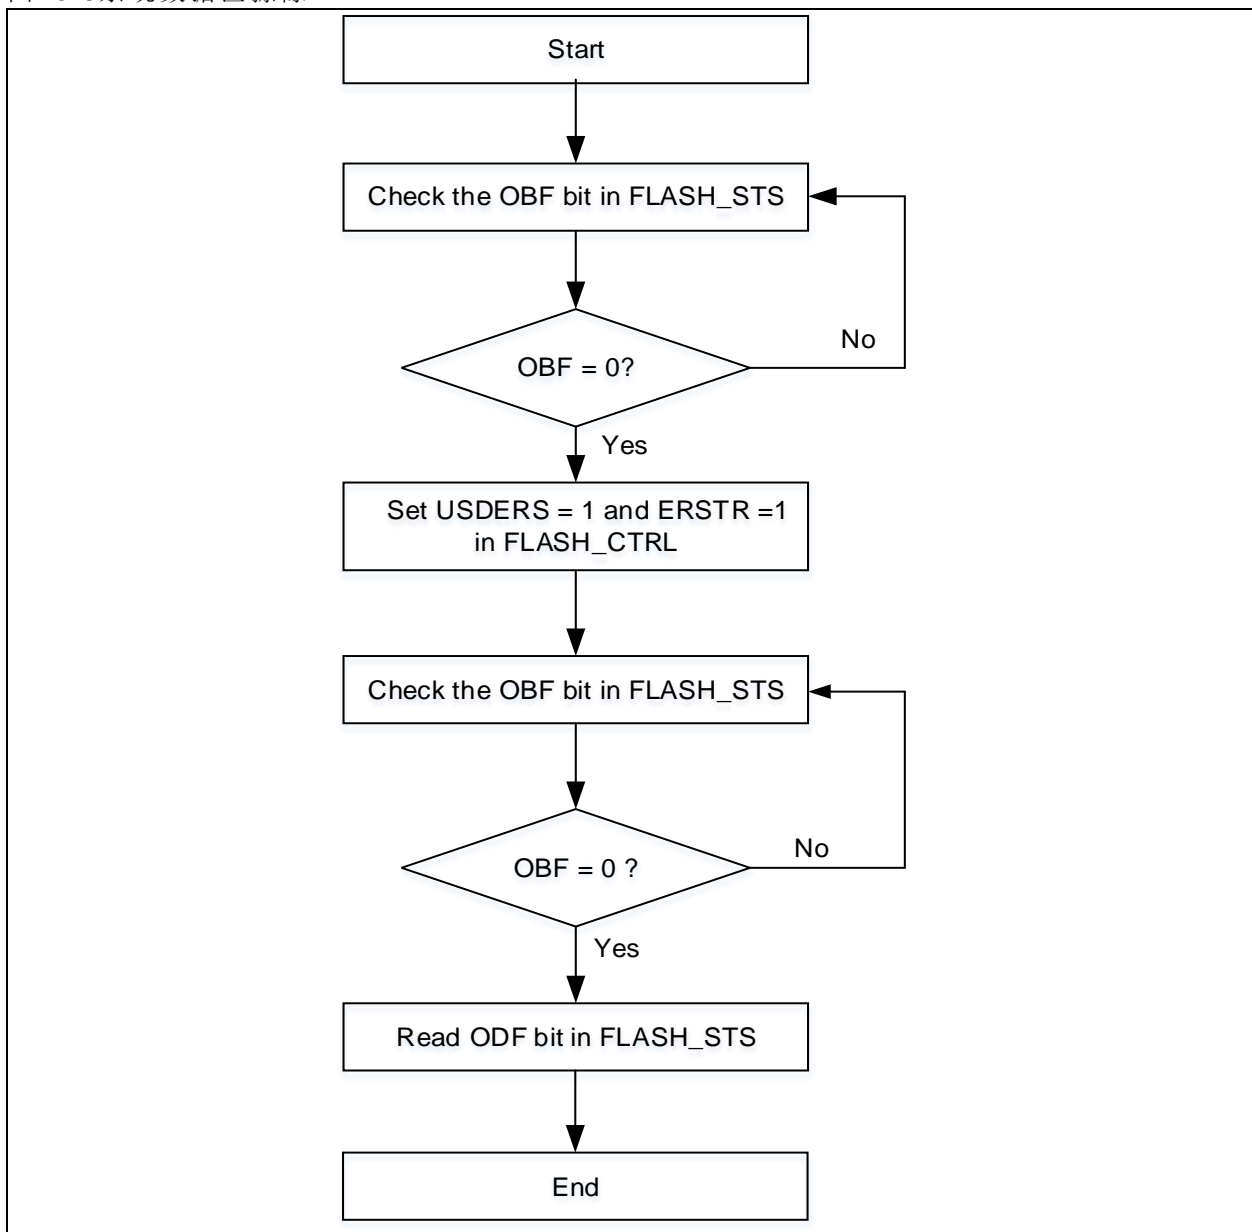 Start
Check the OBF bit in FLASH_STS
OBF = 0?
No
Yes
Set USDERS = 1 and ERSTR =1
in FLASH_CTRL
Check the OBF bit in FLASH_STS
OBF = 0 ?
No
Yes
Read ODF bit in FLASH_STS
End